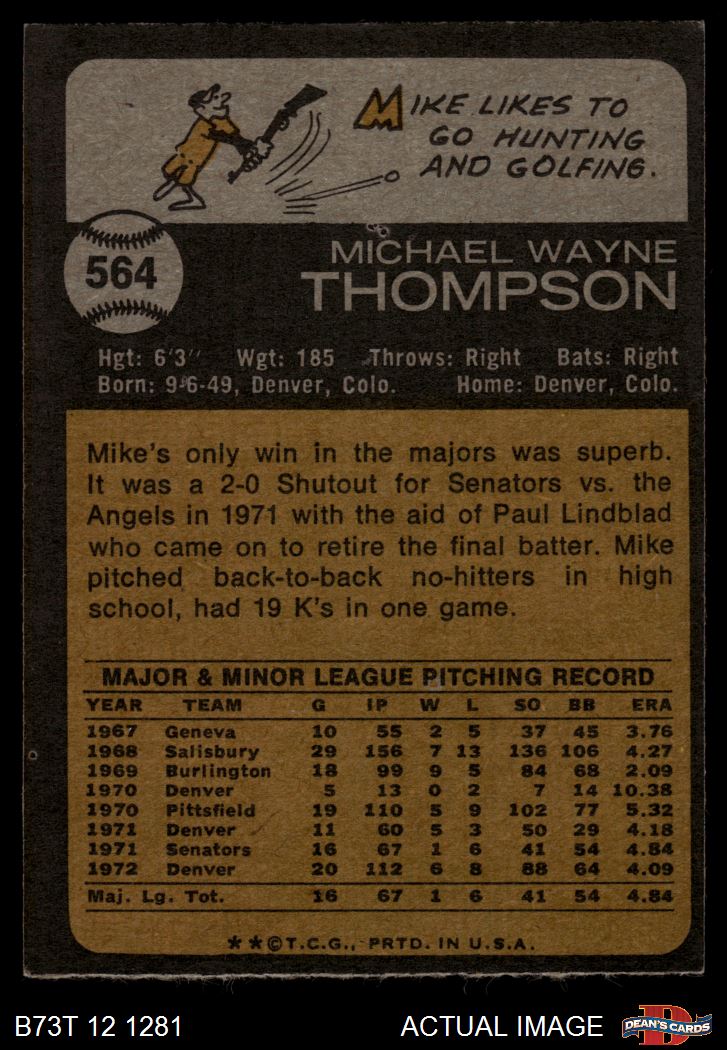 MIKE LIKES TO
GO HUNTING
AND GOLFING.
564
MICHAEL WAYNE
THOMPSON
Hgt: 6'3" Wgt: 185 Throws: Right Bats: Right
Born: 9-6-49, Denver, Colo. Home: Denver, Colo.
Mike's only win in the majors was superb.
It was a 2-0 Shutout for Senators vs. the
Angels in 1971 with the aid of Paul Lindblad
who came on to retire the final batter. Mike
pitched back-to-back no-hitters in high
school, had 19 K's in one game.
MAJOR & MINOR LEAGUE PITCHING RECORD
YEAR TEAM G IP W L SO BB ERA
1967 Geneva 10 55 2 5 37 45 3.76
1968 Salisbury 29 156 7 13 136 106 4.27
1969 Burlington 18 99 9 5 84 68 2.09
1970 Denver 5 13 0 2 7 14 10.38
1970 Pittsfield 19 110 5 9 102 77 5.32
1971 Denver 11 60 5 3 50 29 4.18
1971 Senators 16 67 1 6 41 54 4.84
1972 Denver 20 112 6 8 88 64 4.09
Maj. Lg. Tot. 16 67 1 6 41 54 4.84
**©T.C.G., PRTD. IN U.S.A.
B73T 12 1281 ACTUAL IMAGE D DEAN'S CARDS